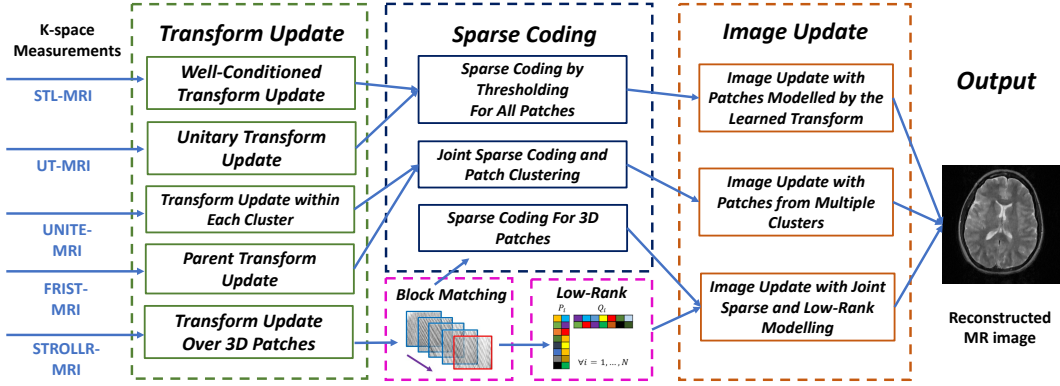 K-space
Measurements
STL-MRI
UT-MRI
UNITE-
MRI
FRIST-
MRI
STROLLR-
MRI
Transform Update
Well-Conditioned
Transform Update
Unitary Transform
Update
Transform Update within
Each Cluster
Parent Transform
Update
Transform Update
Over 3D Patches
Sparse Coding
Sparse Coding by
Thresholding
For All Patches
Joint Sparse Coding and
Patch Clustering
Sparse Coding For 3D
Patches
Block Matching
Low-Rank
P_i Q_i
∀i = 1, … , N
Image Update
Image Update with
Patches Modelled by the
Learned Transform
Image Update with
Patches from Multiple
Clusters
Image Update with Joint
Sparse and Low-Rank
Modelling
Output
Reconstructed
MR image